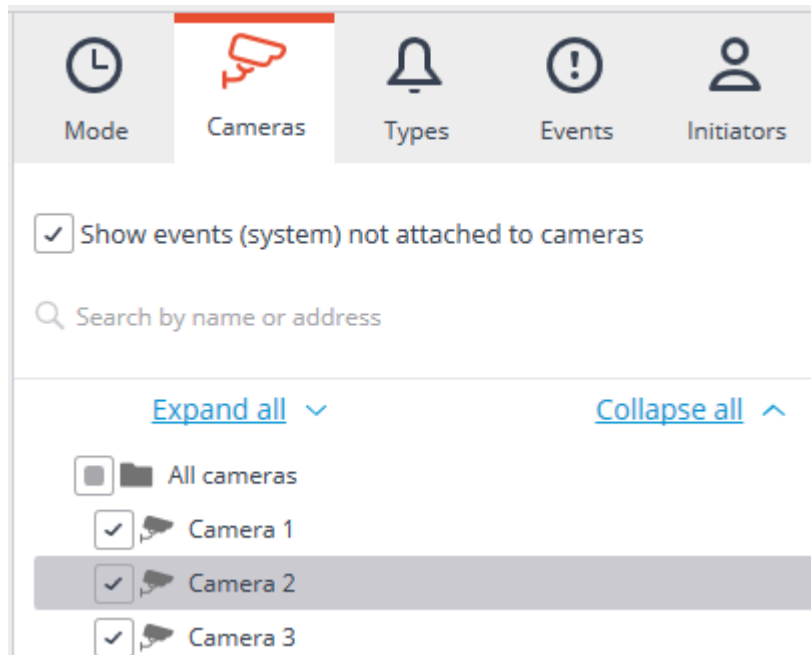 Mode Cameras Types Events Initiators
Show events (system) not attached to cameras
Search by name or address
Expand all Collapse all
All cameras
Camera 1
Camera 2
Camera 3